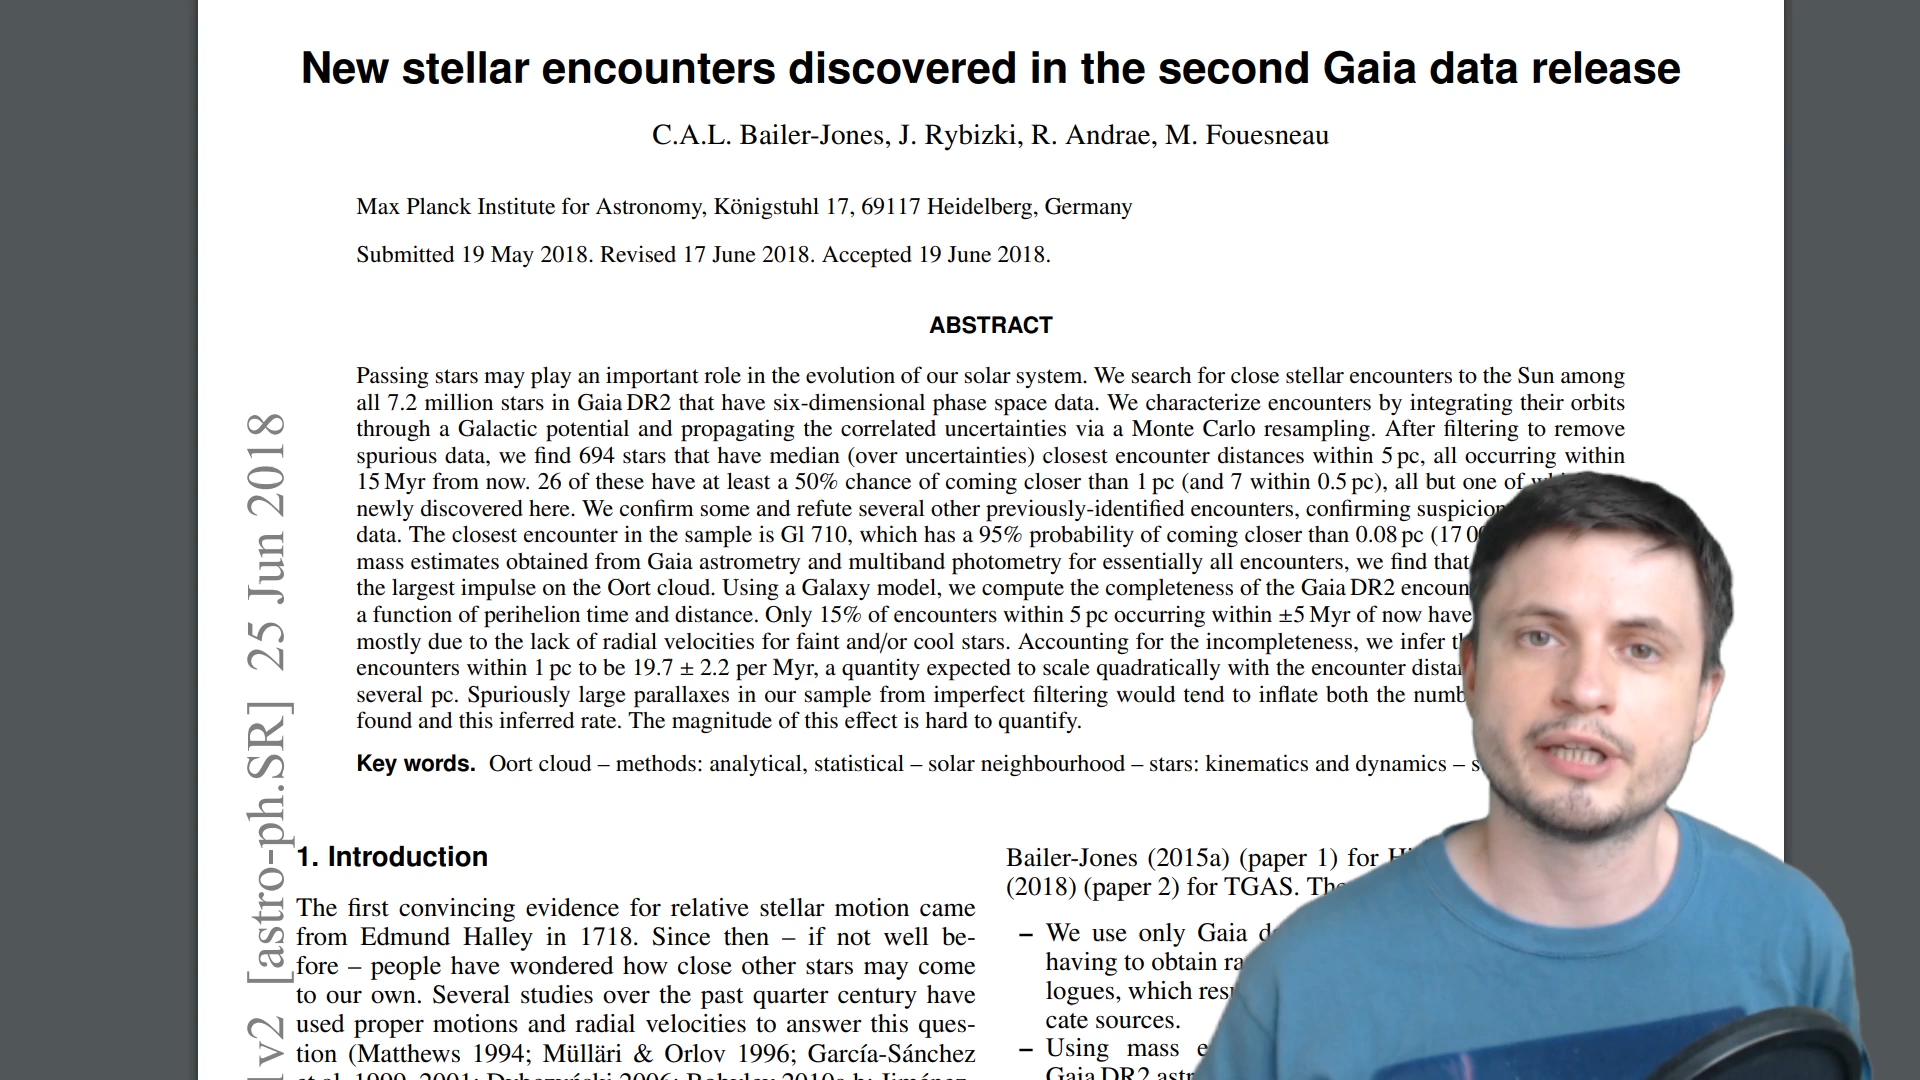 New stellar encounters discovered in the second Gaia data release
C.A.L. Bailer-Jones, J. Rybizki, R. Andrae, M. Fouesneau
Max Planck Institute for Astronomy, Königstuhl 17, 69117 Heidelberg, Germany
Submitted 19 May 2018. Revised 17 June 2018. Accepted 19 June 2018.
ABSTRACT
Passing stars may play an important role in the evolution of our solar system. We search for close stellar encounters to the Sun among
all 7.2 million stars in Gaia DR2 that have six-dimensional phase space data. We characterize encounters by integrating their orbits
through a Galactic potential and propagating the correlated uncertainties via a Monte Carlo resampling. After filtering to remove
spurious data, we find 694 stars that have median (over uncertainties) closest encounter distances within 5 pc, all occurring within
15 Myr from now. 26 of these have at least a 50% chance of coming closer than 1 pc (and 7 within 0.5 pc), all but one of
newly discovered here. We confirm some and refute several other previously-identified encounters, confirming
data. The closest encounter in the sample is Gl 710, which has a 95% probability of coming closer than 0.08 pc
mass estimates obtained from Gaia astrometry and multiband photometry for essentially all encounters, we find that
the largest impulse on the Oort cloud. Using a Galaxy model, we compute the completeness of the Gaia DR2
a function of perihelion time and distance. Only 15% of encounters within 5 pc occurring within ±5 Myr of now have
mostly due to the lack of radial velocities for faint and/or cool stars. Accounting for the incompleteness, we infer
encounters within 1 pc to be 19.7 ± 2.2 per Myr, a quantity expected to scale quadratically with the encounter
several pc. Spuriously large parallaxes in our sample from imperfect filtering would tend to inflate both the
found and this inferred rate. The magnitude of this effect is hard to quantify.
Key words. Oort cloud – methods: analytical, statistical – solar neighbourhood – stars: kinematics and dynamics –
v2 [astro-ph.SR] 25 Jun 2018
1. Introduction
The first convincing evidence for relative stellar motion came
from Edmund Halley in 1718. Since then – if not well be-
fore – people have wondered how close other stars may come
to our own. Several studies over the past quarter century have
used proper motions and radial velocities to answer this ques-
tion (Matthews 1994; Mülläri & Orlov 1996; García-Sánchez
Bailer-Jones (2015a) (paper 1) for
(2018) (paper 2) for TGAS.
– We use only Gaia
having to obtain
logues, which
cate sources.
– Using mass
Gaia DR2